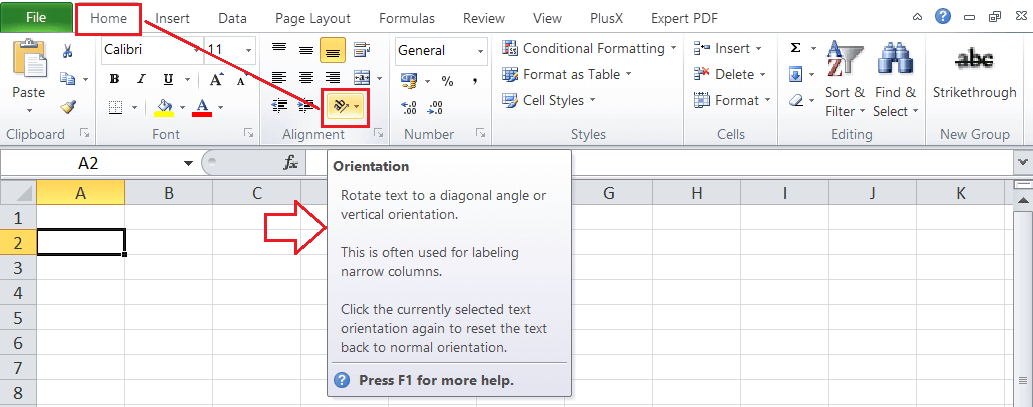 File Home Insert Data Page Layout Formulas Review View PlusX Expert PDF
Calibri 11 General Conditional Formatting Insert Σ abc
B I U A A Format as Table Delete
Paste % , Sort & Find & Strikethrough
A Cell Styles Format Filter Select
Clipboard Font Alignment Number Styles Cells Editing New Group
A2 fx
A B C G H I J K
1
2
3
4
5
6
7
8
Orientation
Rotate text to a diagonal angle or
vertical orientation.
This is often used for labeling
narrow columns.
Click the currently selected text
orientation again to reset the text
back to normal orientation.
Press F1 for more help.